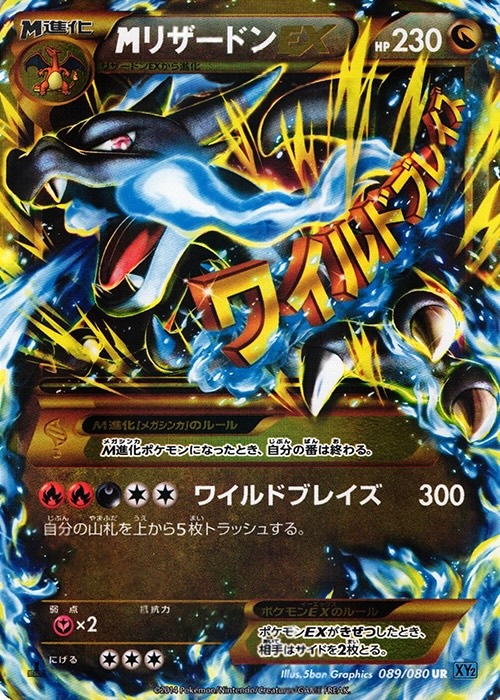 M進化
MリザードンEX
HP230
リザードンEXから進化
ワイルドブレイズ
M進化[メガシンカ]のルール
M進化ポケモンになったとき、自分の番は終わる。
ワイルドブレイズ 300
自分の山札を上から5枚トラッシュする。
弱点 抵抗力
×2
にげる
ポケモンEXのルール
ポケモンEXがきぜつしたとき、
相手はサイドを2枚とる。
Illus. 5ban Graphics 089/080 UR XY2
©2014 Pokémon/Nintendo/Creatures/GAME FREAK.